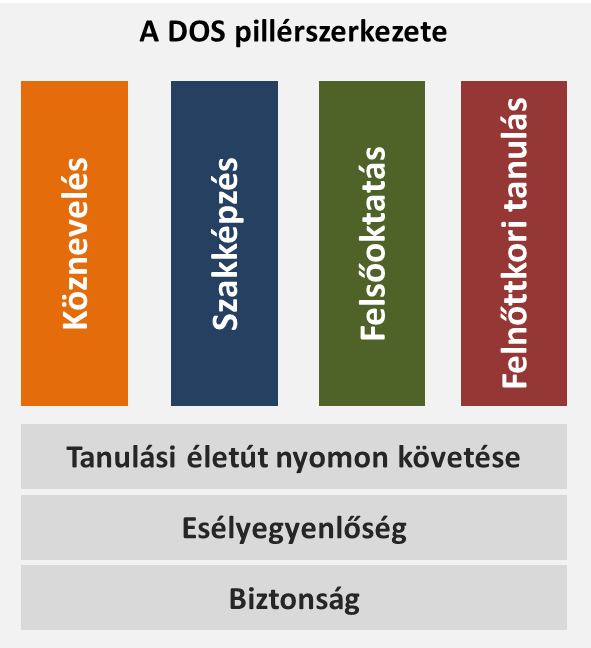 A DOS pillérszerkezete
Köznevelés
Szakképzés
Felsőoktatás
Felnőttkori tanulás
Tanulási életút nyomon követése
Esélyegyenlőség
Biztonság